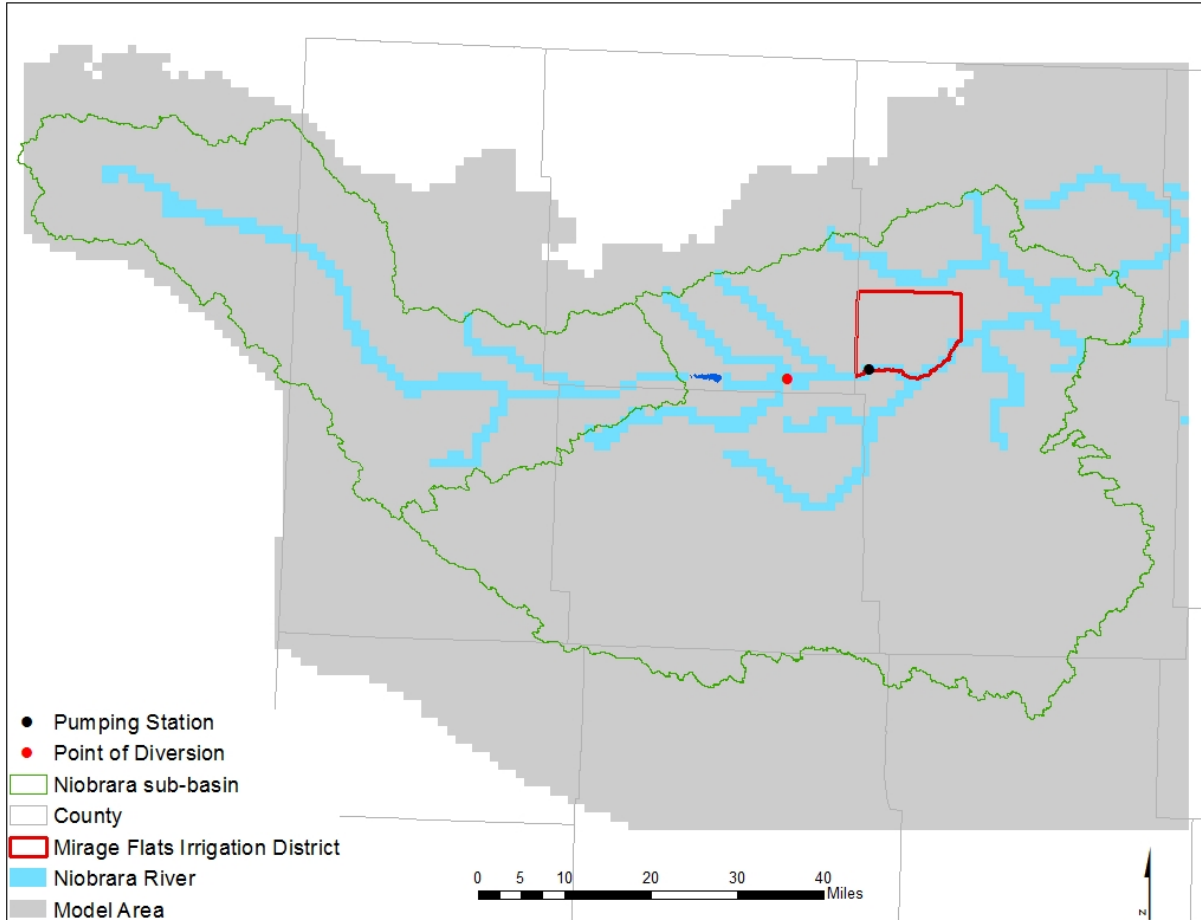 Pumping Station
Point of Diversion
Niobrara sub-basin
County
Mirage Flats Irrigation District
Niobrara River
Model Area
0 5 10 20 30 40
Miles
N